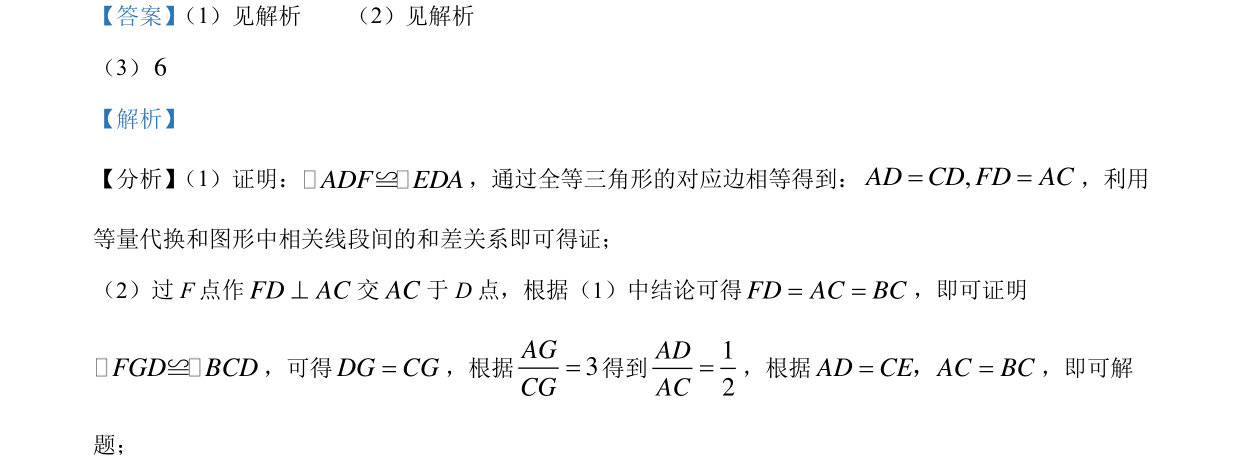 【答案】（1）见解析　　（2）见解析
（3）6
【解析】
【分析】（1）证明：□ADF≌□EDA，通过全等三角形的对应边相等得到：AD = CD, FD = AC，利用
等量代换和图形中相关线段间的和差关系即可得证；
（2）过 F 点作 FD ⊥ AC 交 AC 于 D 点，根据（1）中结论可得 FD = AC = BC，即可证明
□FGD≌□BCD，可得 DG = CG，根据 AG/CG = 3 得到 AD/AC = 1/2，根据 AD = CE，AC = BC，即可解
题；